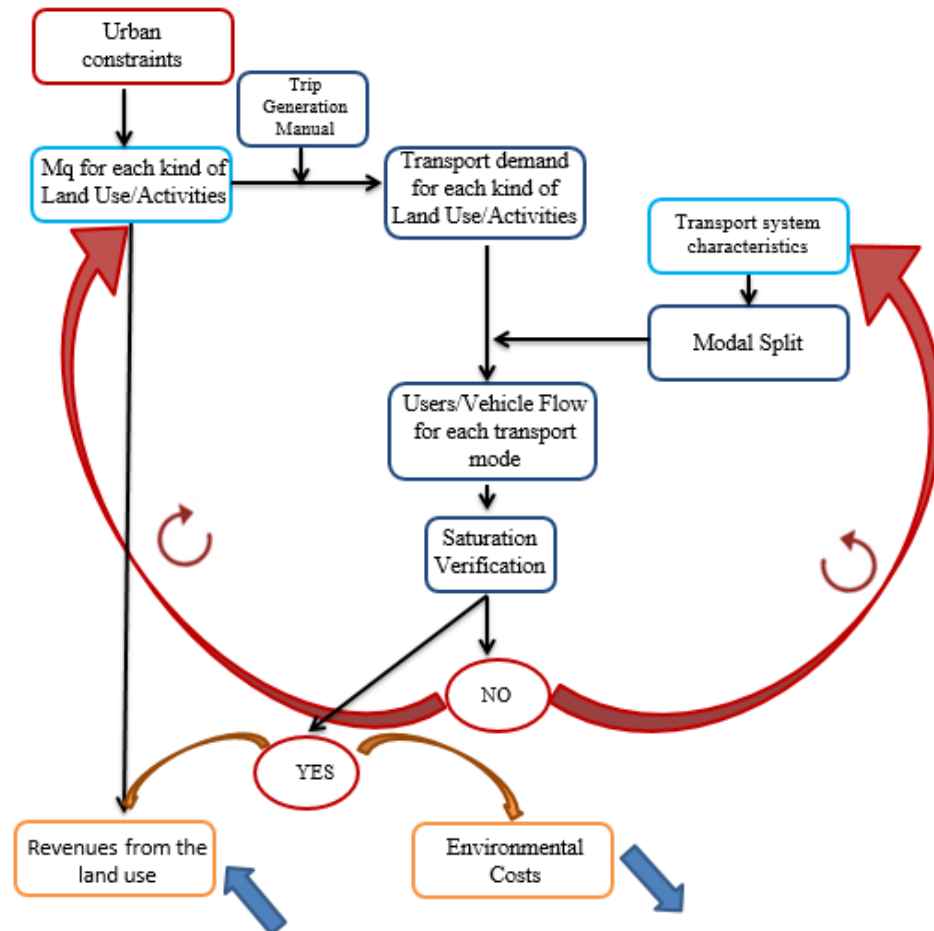 Urban
constraints
Trip
Generation
Manual
Mq for each kind of
Land Use/Activities
Transport demand
for each kind of
Land Use/Activities
Transport system
characteristics
Modal Split
Users/Vehicle Flow
for each transport
mode
Saturation
Verification
NO
YES
Revenues from the
land use
Environmental
Costs